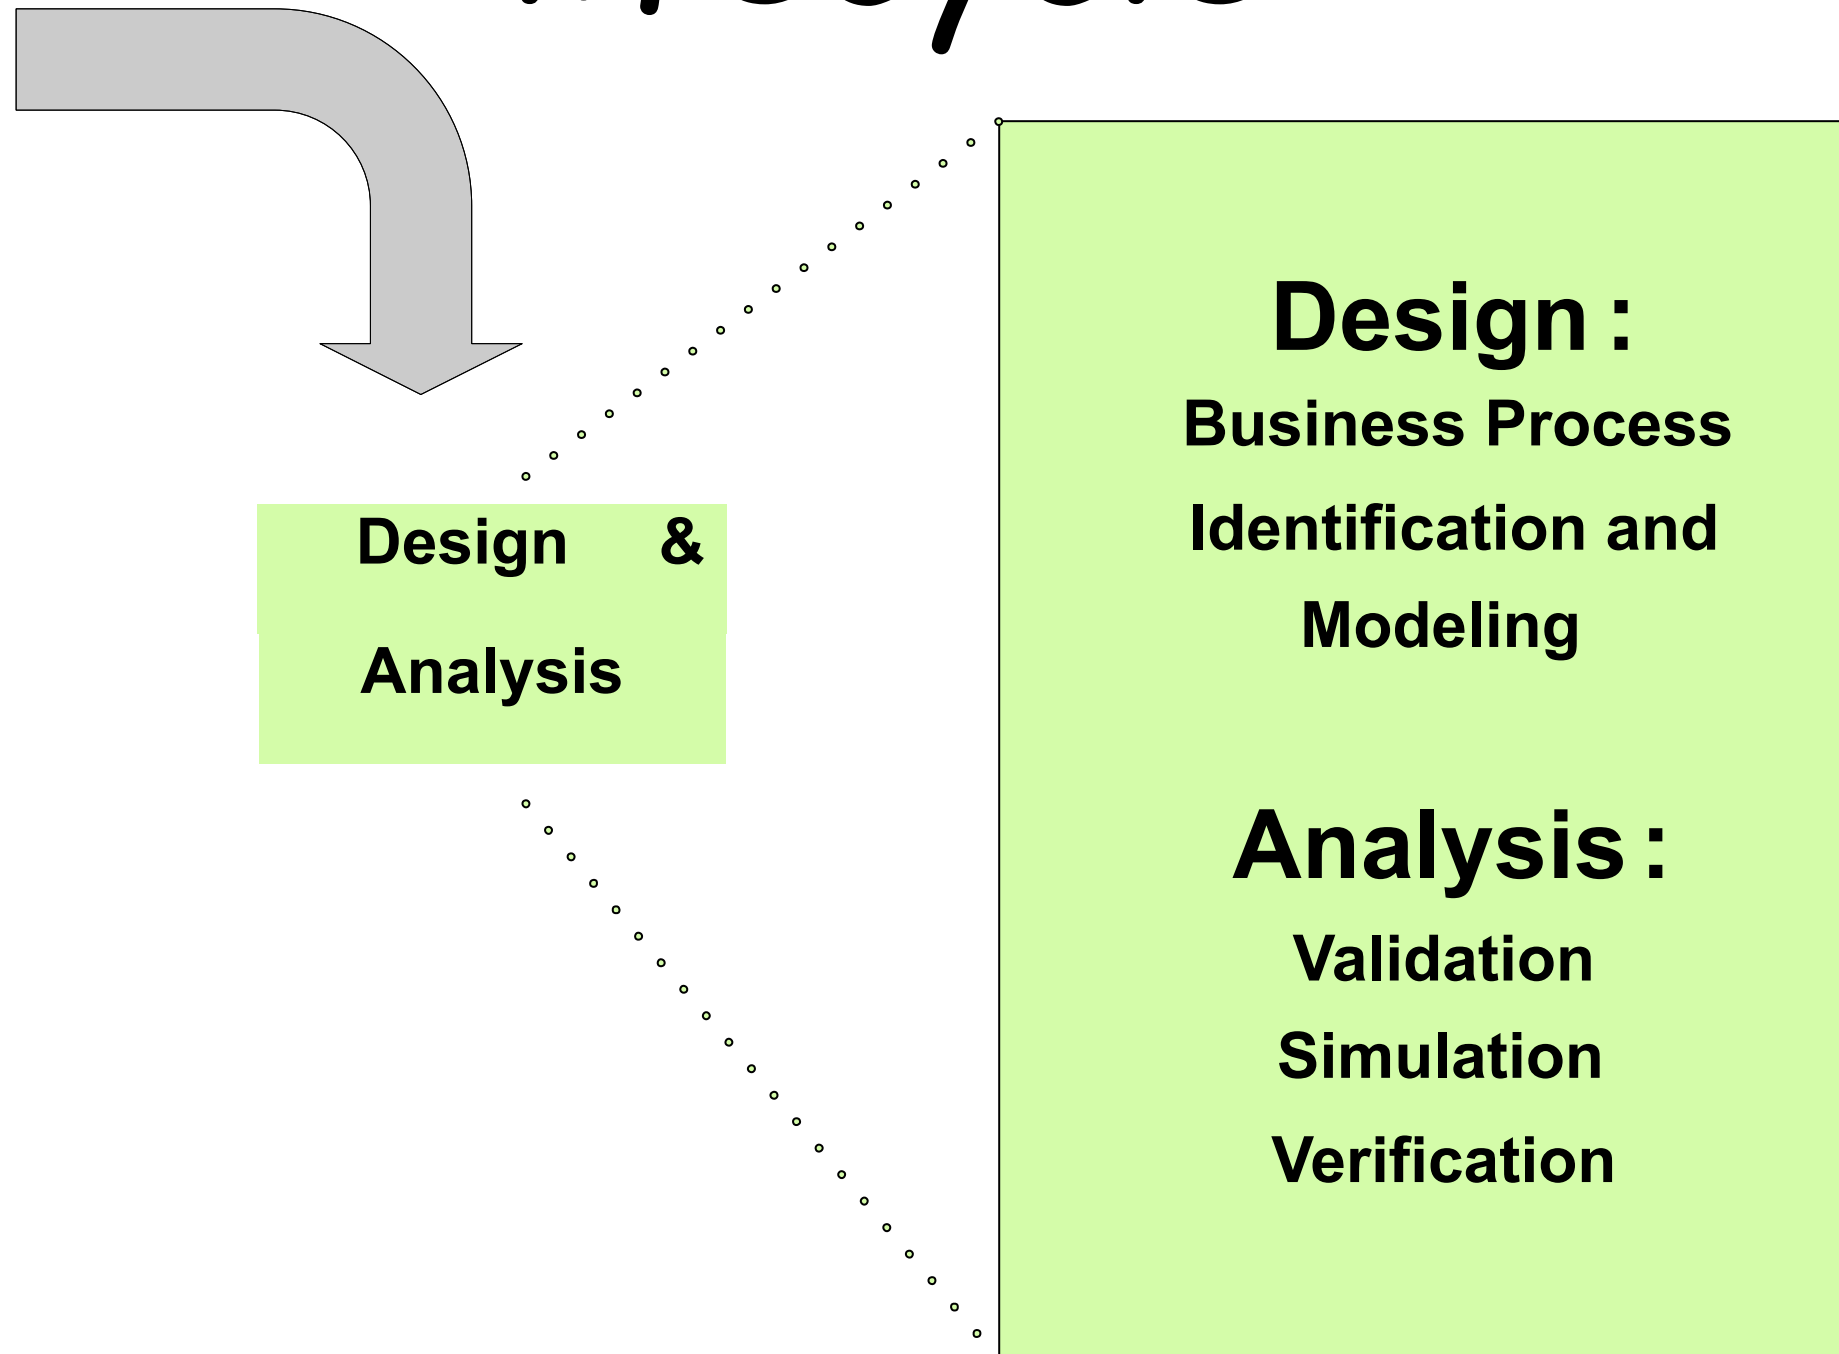 Design &
Analysis
Design :
Business Process
Identification and
Modeling
Analysis :
Validation
Simulation
Verification